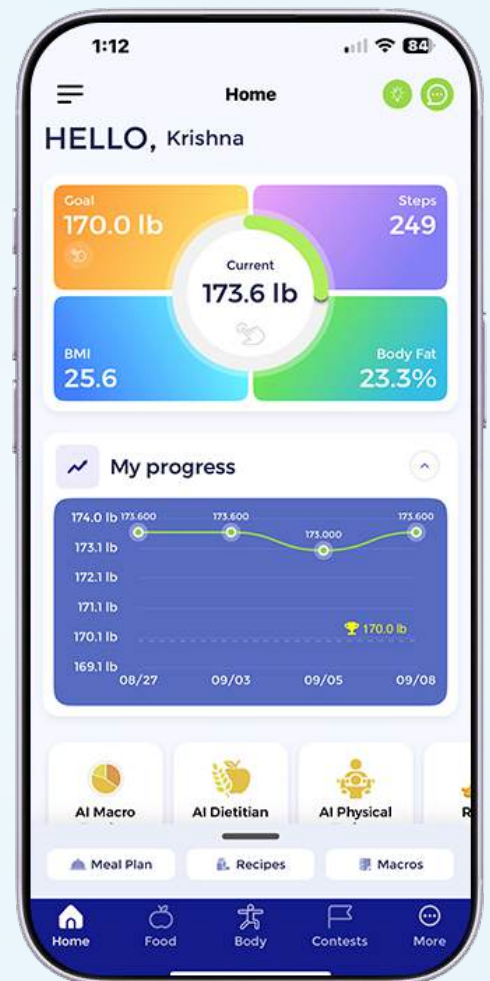 1:12
84
Home
HELLO, Krishna
Goal
170.0 lb
Steps
249
Current
173.6 lb
BMI
25.6
Body Fat
23.3%
My progress
174.0 lb
173.600
173.600
173.000
173.600
173.1 lb
172.1 lb
171.1 lb
170.1 lb
170.0 lb
169.1 lb
08/27
09/03
09/05
09/08
AI Macro
AI Dietitian
AI Physical
R
Meal Plan
Recipes
Macros
Home
Food
Body
Contests
More